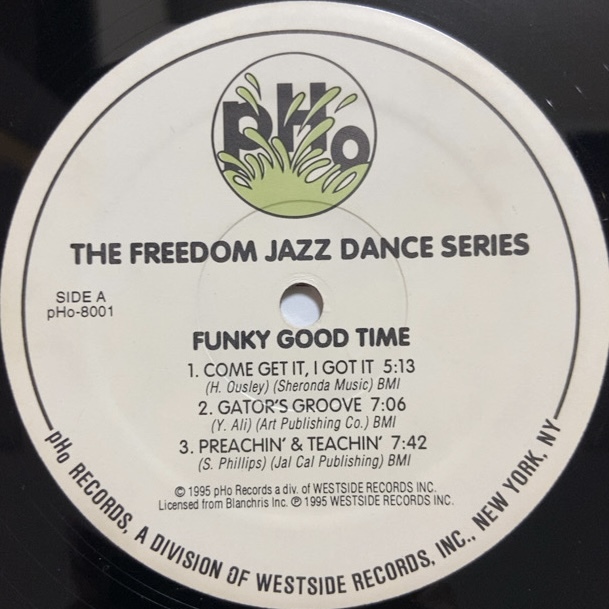 pHo
THE FREEDOM JAZZ DANCE SERIES
SIDE A
pHo-8001
FUNKY GOOD TIME
1. COME GET IT, I GOT IT 5:13
(H. Ousley) (Sheronda Music) BMI
2. GATOR'S GROOVE 7:06
(Y. Ali) (Art Publishing Co.) BMI
3. PREACHIN' & TEACHIN' 7:42
(S. Phillips) (Jal Cal Publishing) BMI
© 1995 pHo Records a div. of WESTSIDE RECORDS INC.
Licensed from Blanchris Inc. ℗ 1995 WESTSIDE RECORDS INC.
pHo RECORDS, A DIVISION OF WESTSIDE RECORDS, INC., NEW YORK, NY